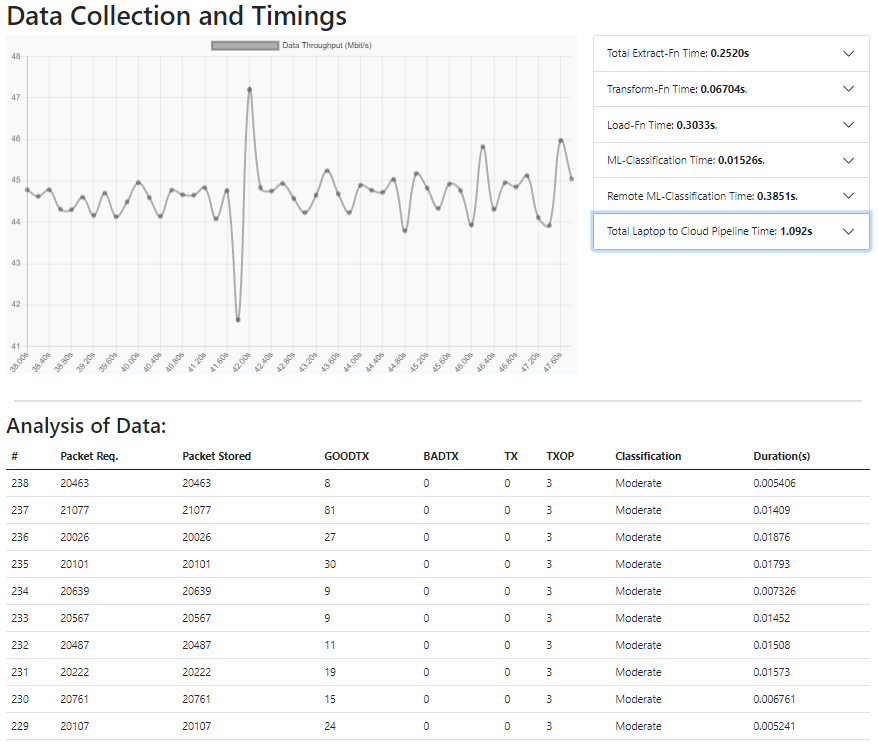 Data Collection and Timings
Data Throughput (Mbit/s)
48
47
46
45
44
43
42
41
38.00s 38.40s 38.80s 39.20s 39.60s 40.00s 40.40s 40.80s 41.20s 41.60s 42.00s 42.40s 42.80s 43.20s 43.60s 44.00s 44.40s 44.80s 45.20s 45.60s 46.00s 46.40s 46.80s 47.20s 47.60s
Total Extract-Fn Time: 0.2520s
Transform-Fn Time: 0.06704s.
Load-Fn Time: 0.3033s.
ML-Classification Time: 0.01526s.
Remote ML-Classification Time: 0.3851s.
Total Laptop to Cloud Pipeline Time: 1.092s
Analysis of Data:
# Packet Req. Packet Stored GOODTX BADTX TX TXOP Classification Duration(s)
238 20463 20463 8 0 0 3 Moderate 0.005406
237 21077 21077 81 0 0 3 Moderate 0.01409
236 20026 20026 27 0 0 3 Moderate 0.01876
235 20101 20101 30 0 0 3 Moderate 0.01793
234 20639 20639 9 0 0 3 Moderate 0.007326
233 20567 20567 9 0 0 3 Moderate 0.01452
232 20487 20487 11 0 0 3 Moderate 0.01508
231 20222 20222 19 0 0 3 Moderate 0.01573
230 20761 20761 15 0 0 3 Moderate 0.006761
229 20107 20107 24 0 0 3 Moderate 0.005241